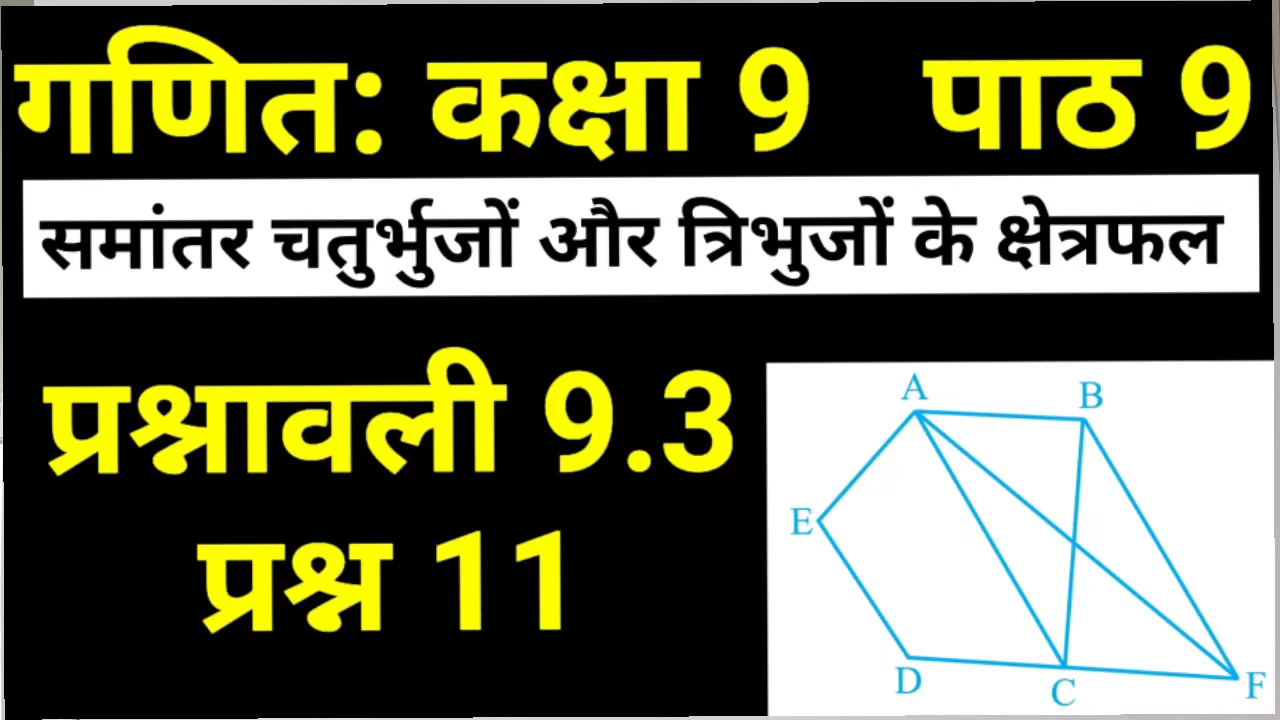 गणित: कक्षा 9 पाठ 9
समांतर चतुर्भुजों और त्रिभुजों के क्षेत्रफल
प्रश्नावली 9.3
प्रश्न 11
A
B
E
D
C
F